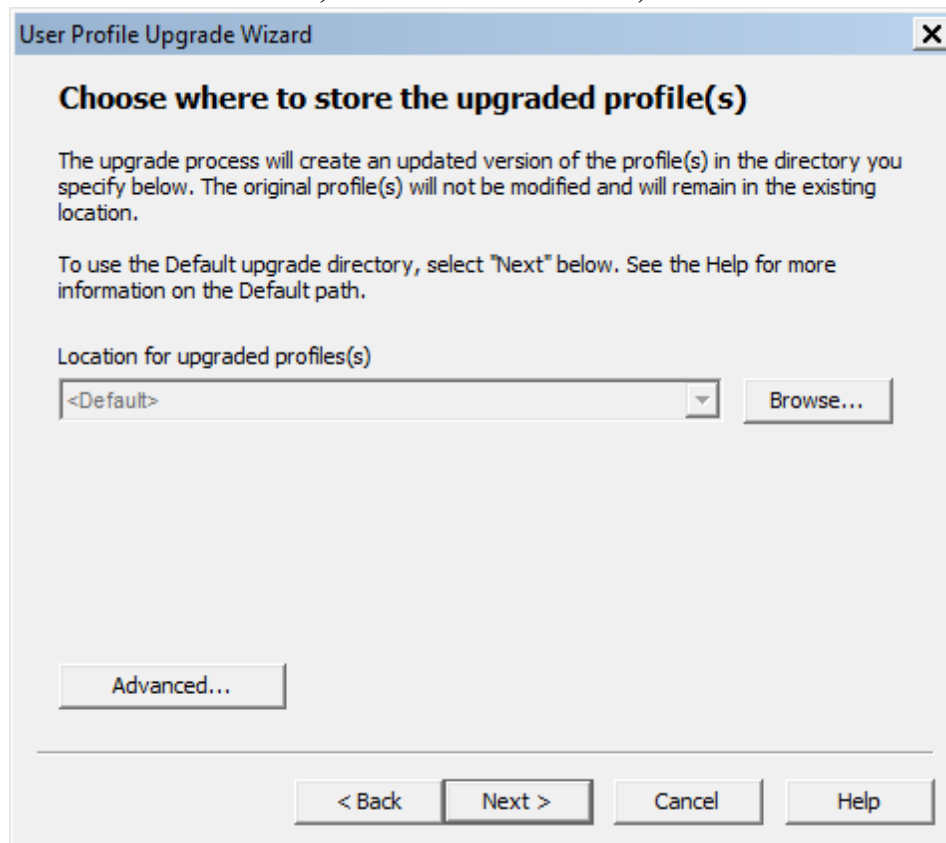 User Profile Upgrade Wizard
Choose where to store the upgraded profile(s)
The upgrade process will create an updated version of the profile(s) in the directory you
specify below. The original profile(s) will not be modified and will remain in the existing
location.
To use the Default upgrade directory, select "Next" below. See the Help for more
information on the Default path.
Location for upgraded profiles(s)
<Default>
Browse...
Advanced...
< Back
Next >
Cancel
Help